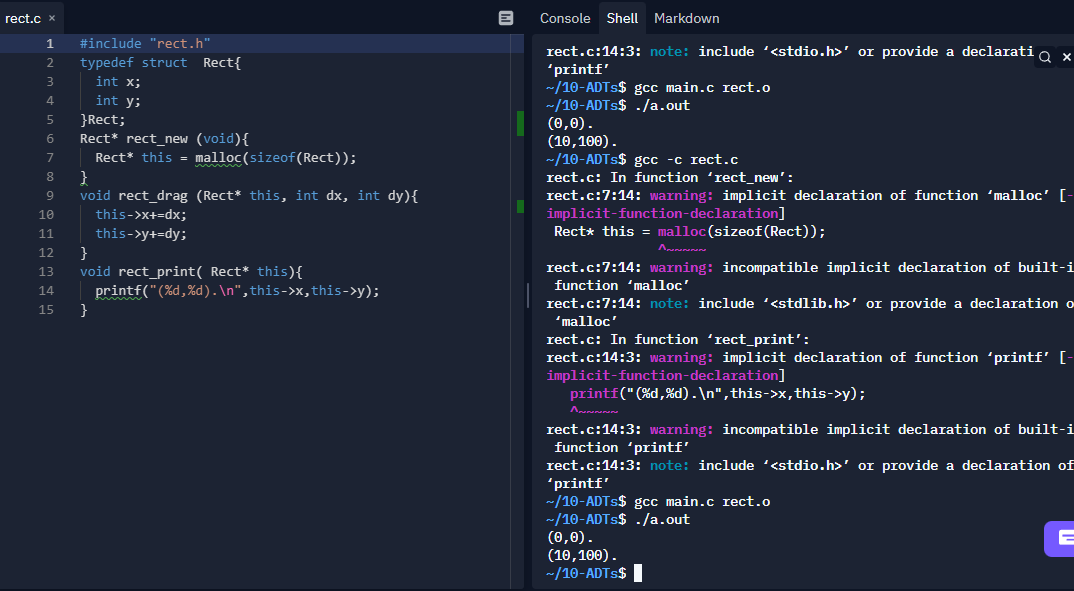 rect.c ×
1 #include "rect.h"
2 typedef struct  Rect{
3   int x;
4   int y;
5 }Rect;
6 Rect* rect_new (void){
7   Rect* this = malloc(sizeof(Rect));
8 }
9 void rect_drag (Rect* this, int dx, int dy){
10   this->x+=dx;
11   this->y+=dy;
12 }
13 void rect_print( Rect* this){
14   printf("(%d,%d).\n",this->x,this->y);
15 }
Console Shell Markdown
rect.c:14:3: note: include ‘<stdio.h>’ or provide a declarati
‘printf’
~/10-ADTs$ gcc main.c rect.o
~/10-ADTs$ ./a.out
(0,0).
(10,100).
~/10-ADTs$ gcc -c rect.c
rect.c: In function ‘rect_new’:
rect.c:7:14: warning: implicit declaration of function ‘malloc’ [-
implicit-function-declaration]
 Rect* this = malloc(sizeof(Rect));
              ^~~~~~
rect.c:7:14: warning: incompatible implicit declaration of built-i
 function ‘malloc’
rect.c:7:14: note: include ‘<stdlib.h>’ or provide a declaration o
 ‘malloc’
rect.c: In function ‘rect_print’:
rect.c:14:3: warning: implicit declaration of function ‘printf’ [-
implicit-function-declaration]
   printf("(%d,%d).\n",this->x,this->y);
   ^~~~~~
rect.c:14:3: warning: incompatible implicit declaration of built-i
 function ‘printf’
rect.c:14:3: note: include ‘<stdio.h>’ or provide a declaration of
‘printf’
~/10-ADTs$ gcc main.c rect.o
~/10-ADTs$ ./a.out
(0,0).
(10,100).
~/10-ADTs$